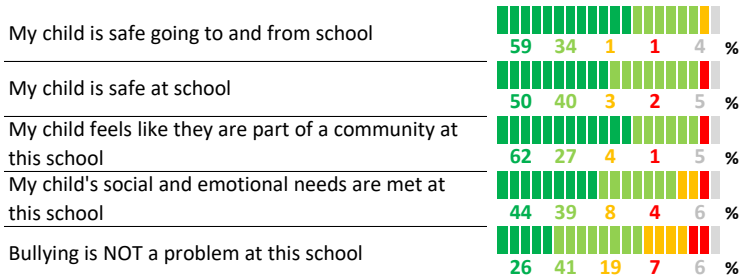 My child is safe going to and from school
59 34 1 1 4 %
My child is safe at school
50 40 3 2 5 %
My child feels like they are part of a community at
this school
62 27 4 1 5 %
My child's social and emotional needs are met at
this school
44 39 8 4 6 %
Bullying is NOT a problem at this school
26 41 19 7 6 %